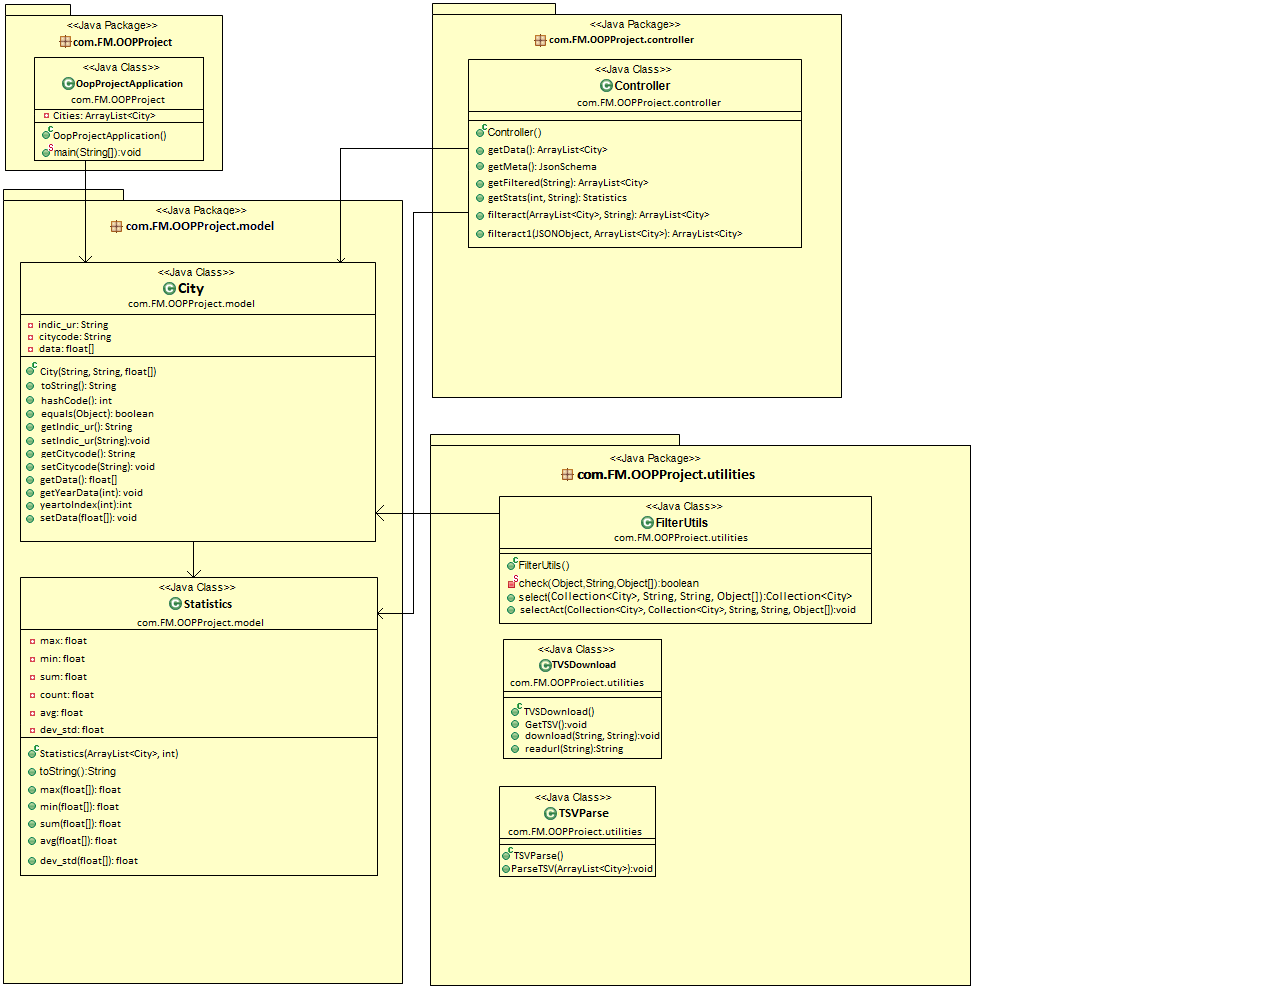 <<Java Package>>
com.FM.OOPProject
<<Java Class>>
OopProjectApplication
com.FM.OOPProject
Cities: ArrayList<City>
OopProjectApplication()
main(String[]):void
<<Java Package>>
com.FM.OOPProject.controller
<<Java Class>>
Controller
com.FM.OOPProject.controller
Controller()
getData(): ArrayList<City>
getMeta(): JsonSchema
getFiltered(String): ArrayList<City>
getStats(int, String): Statistics
filteract(ArrayList<City>, String): ArrayList<City>
filteract1(JSONObject, ArrayList<City>): ArrayList<City>
<<Java Package>>
com.FM.OOPProject.model
<<Java Class>>
City
com.FM.OOPProject.model
indic_ur: String
citycode: String
data: float[]
City(String, String, float[])
toString(): String
hashCode(): int
equals(Object): boolean
getIndic_ur(): String
setIndic_ur(String):void
getCitycode(): String
setCitycode(String): void
getData(): float[]
getYearData(int): void
yeartoIndex(int):int
setData(float[]): void
<<Java Class>>
Statistics
com.FM.OOPProject.model
max: float
min: float
sum: float
count: float
avg: float
dev_std: float
Statistics(ArrayList<City>, int)
toString():String
max(float[]): float
min(float[]): float
sum(float[]): float
avg(float[]): float
dev_std(float[]): float
<<Java Package>>
com.FM.OOPProject.utilities
<<Java Class>>
FilterUtils
com.FM.OOPProject.utilities
FilterUtils()
check(Object,String,Object[]):boolean
select(Collection<City>, String, String, Object[]):Collection<City>
selectAct(Collection<City>, Collection<City>, String, String, Object[]):void
<<Java Class>>
TVSDownload
com.FM.OOPProject.utilities
TVSDownload()
GetTSV():void
download(String, String):void
readurl(String):String
<<Java Class>>
TSVParse
com.FM.OOPProject.utilities
TSVParse()
ParseTSV(ArrayList<City>):void